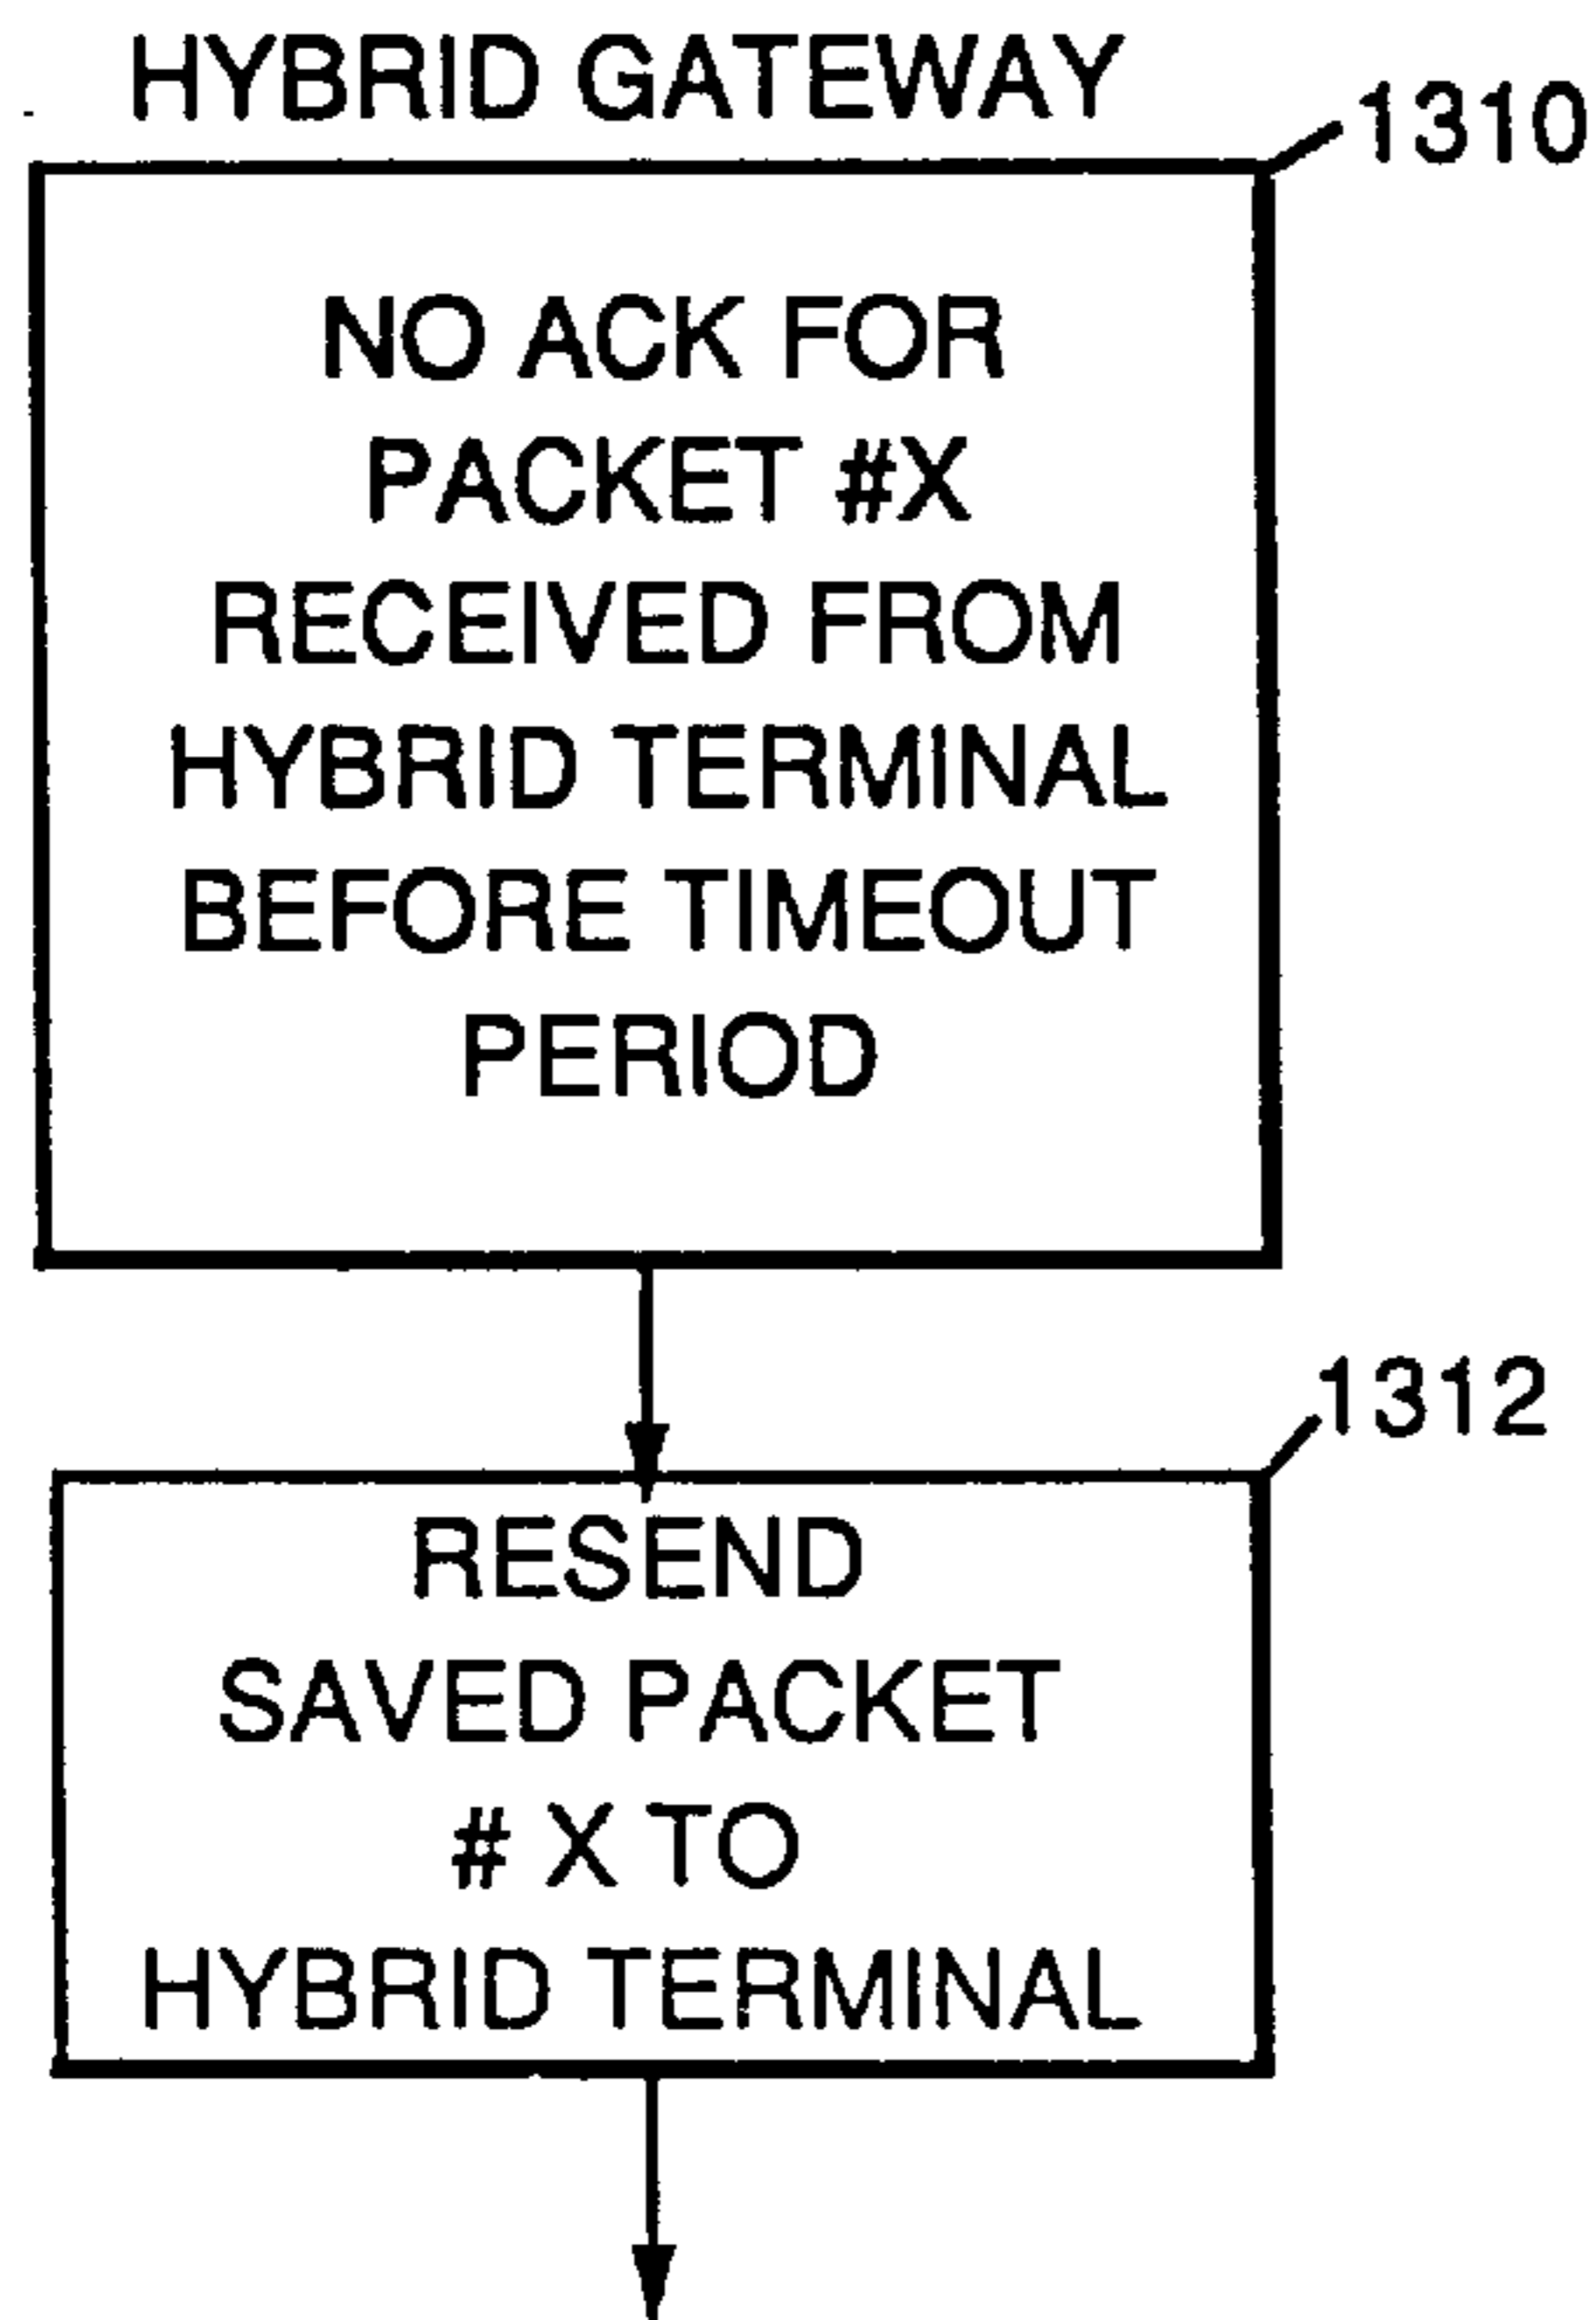 HYBRID GATEWAY
1310
NO ACK FOR
PACKET #X
RECEIVED FROM
HYBRID TERMINAL
BEFORE TIMEOUT
PERIOD
1312
RESEND
SAVED PACKET
# X TO
HYBRID TERMINAL